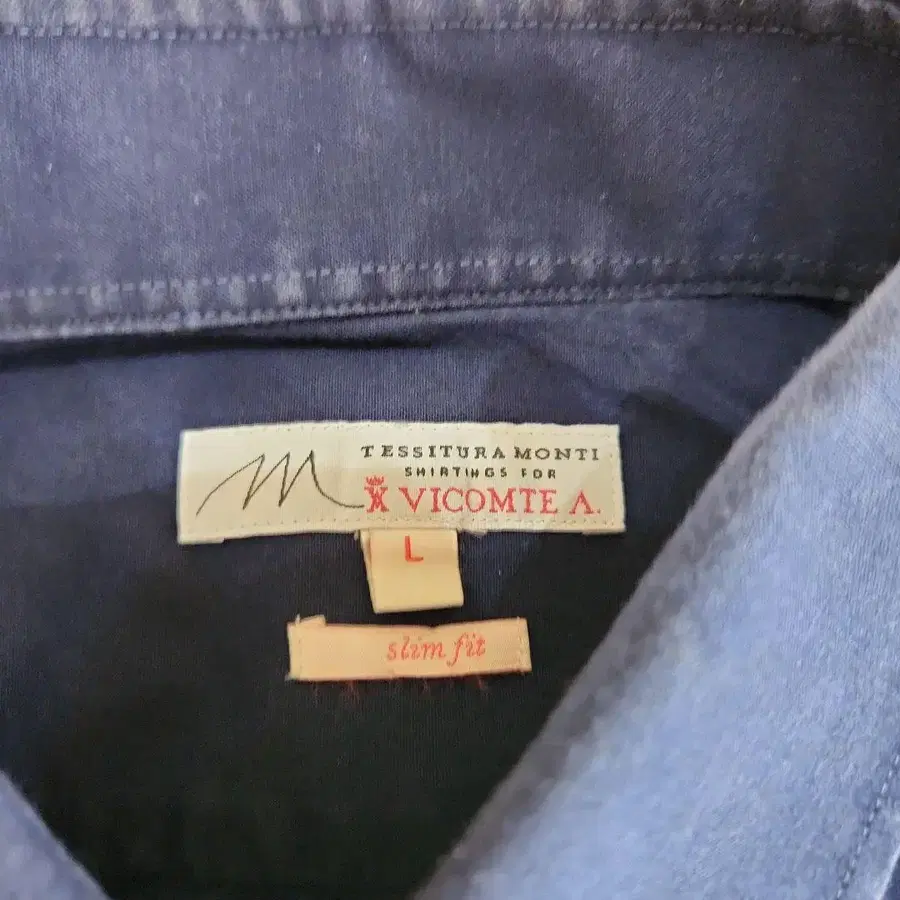 TESSITURA MONTI
SHIRTINGS FOR
VICOMTE A.
L
slim fit